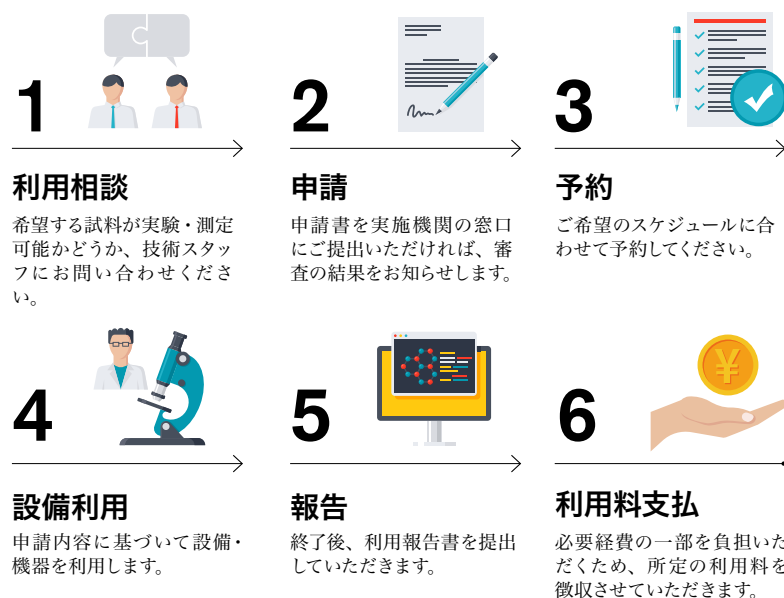 1
利用相談
希望する試料が実験・測定
可能かどうか、技術スタッ
フにお問い合わせくださ
い。
2
申請
申請書を実施機関の窓口
にご提出いただければ、審
査の結果をお知らせします。
3
予約
ご希望のスケジュールに合
わせて予約してください。
4
設備利用
申請内容に基づいて設備・
機器を利用します。
5
報告
終了後、利用報告書を提出
していただきます。
¥
6
利用料支払
必要経費の一部を負担いた
だくため、所定の利用料を
徴収させていただきます。